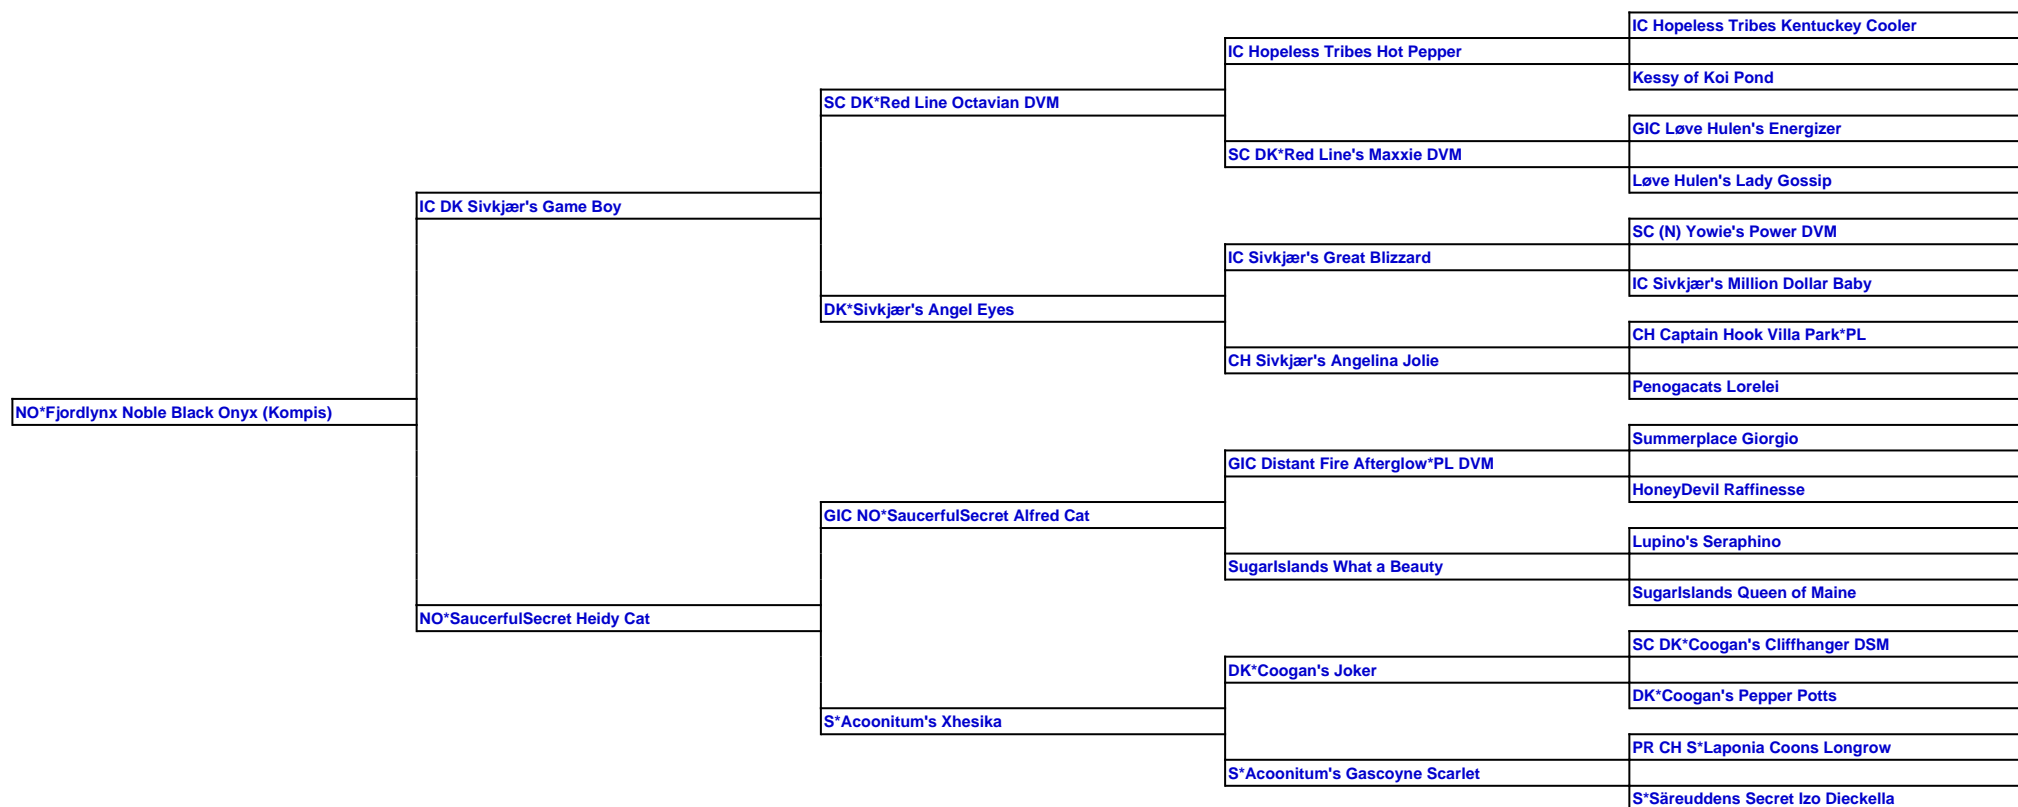 IC Hopeless Tribes Kentuckey Cooler
IC Hopeless Tribes Hot Pepper
Kessy of Koi Pond
SC DK*Red Line Octavian DVM
GIC Løve Hulen's Energizer
SC DK*Red Line's Maxxie DVM
Løve Hulen's Lady Gossip
IC DK Sivkjær's Game Boy
SC (N) Yowie's Power DVM
IC Sivkjær's Great Blizzard
IC Sivkjær's Million Dollar Baby
DK*Sivkjær's Angel Eyes
CH Captain Hook Villa Park*PL
CH Sivkjær's Angelina Jolie
Penogacats Lorelei
NO*Fjordlynx Noble Black Onyx (Kompis)
Summerplace Giorgio
GIC Distant Fire Afterglow*PL DVM
HoneyDevil Raffinesse
GIC NO*SaucerfulSecret Alfred Cat
Lupino's Seraphino
SugarIslands What a Beauty
SugarIslands Queen of Maine
NO*SaucerfulSecret Heidy Cat
SC DK*Coogan's Cliffhanger DSM
DK*Coogan's Joker
DK*Coogan's Pepper Potts
S*Acoonitum's Xhesika
PR CH S*Laponia Coons Longrow
S*Acoonitum's Gascoyne Scarlet
S*Säreuddens Secret Izo Dieckella